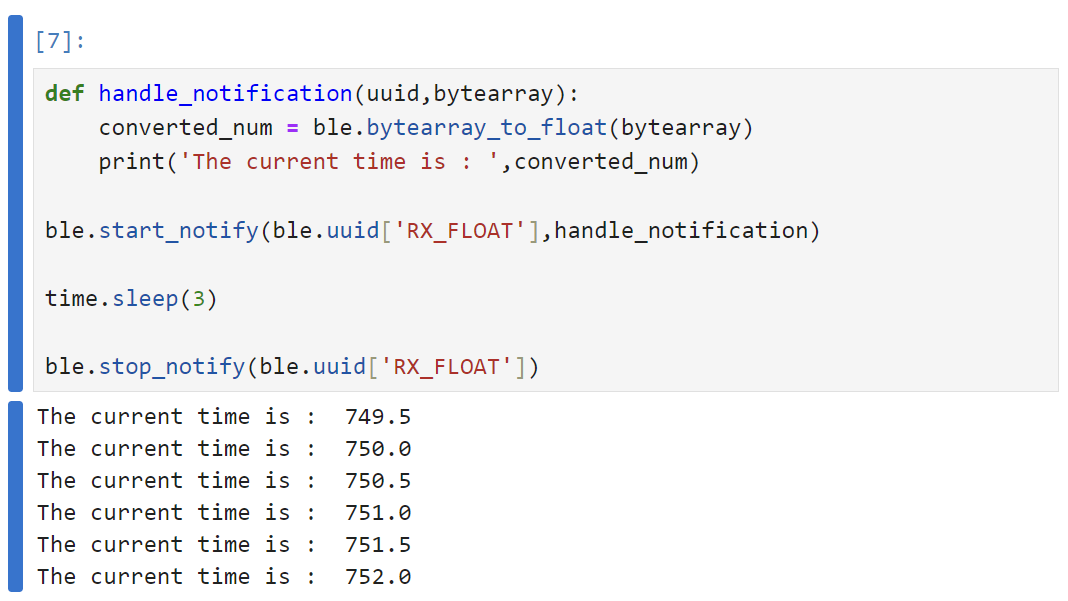 [7]:
def handle_notification(uuid,bytearray):
    converted_num = ble.bytearray_to_float(bytearray)
    print('The current time is : ',converted_num)
ble.start_notify(ble.uuid['RX_FLOAT'],handle_notification)
time.sleep(3)
ble.stop_notify(ble.uuid['RX_FLOAT'])
The current time is :  749.5
The current time is :  750.0
The current time is :  750.5
The current time is :  751.0
The current time is :  751.5
The current time is :  752.0